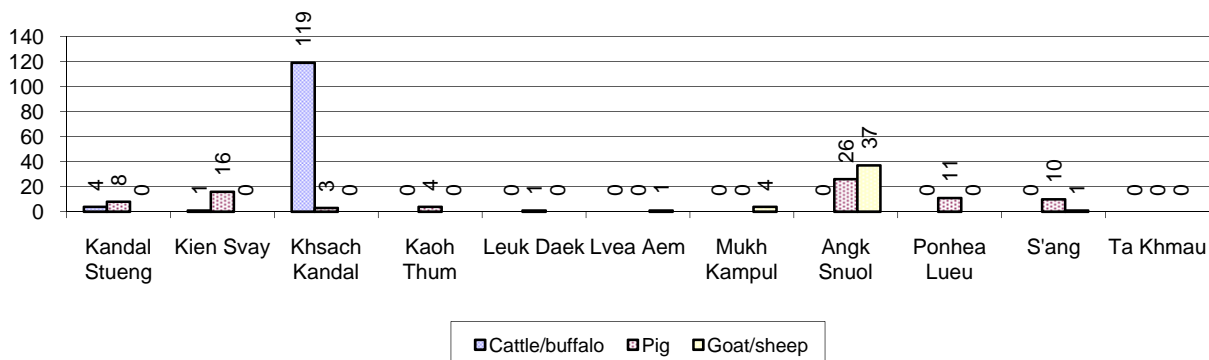 140
120
100
80
60
40
20
0
4 8 0 1 16 0 119 3 0 0 4 0 0 1 0 0 0 1 0 0 4 0 26 37 0 11 0 0 10 1 0 0 0
Kandal Stueng
Kien Svay
Khsach Kandal
Kaoh Thum
Leuk Daek
Lvea Aem
Mukh Kampul
Angk Snuol
Ponhea Lueu
S'ang
Ta Khmau
Cattle/buffalo Pig Goat/sheep